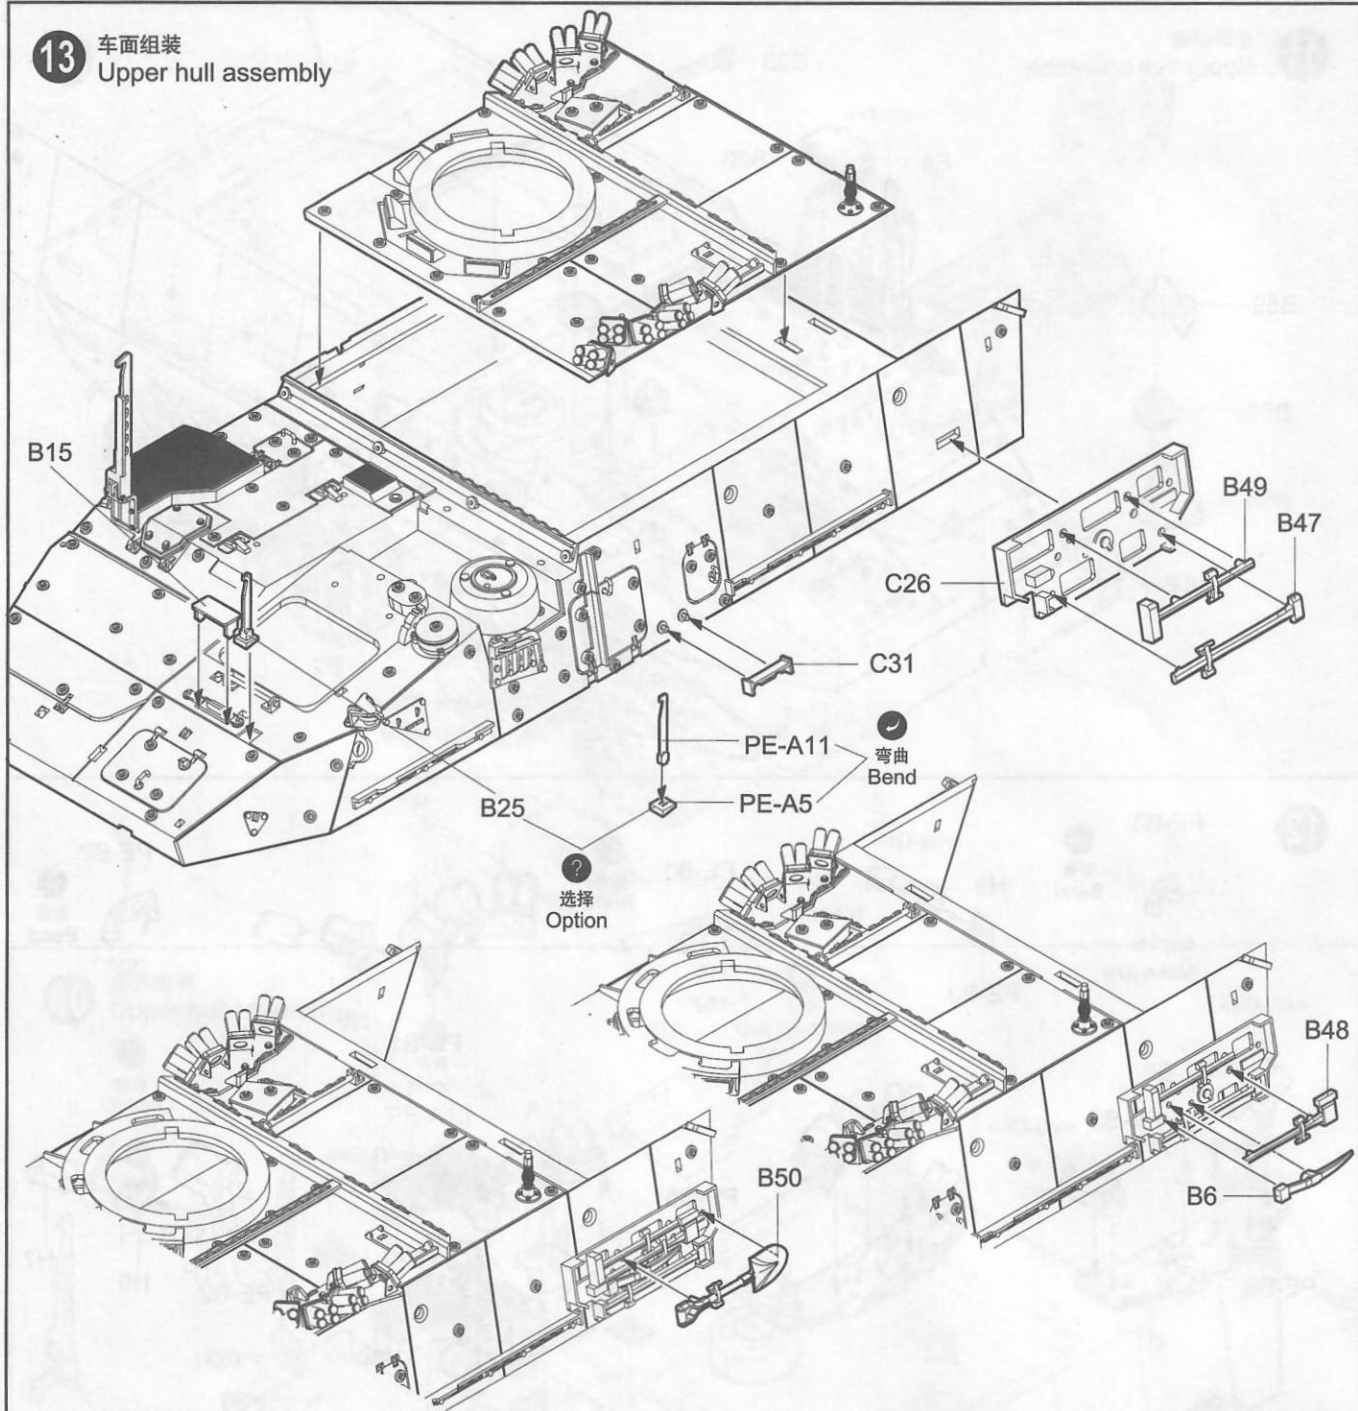 13
车面组装
Upper hull assembly
B15
B49
B47
C26
C31
PE-A11
弯曲
Bend
PE-A5
B25
?
选择
Option
B48
B6
B50